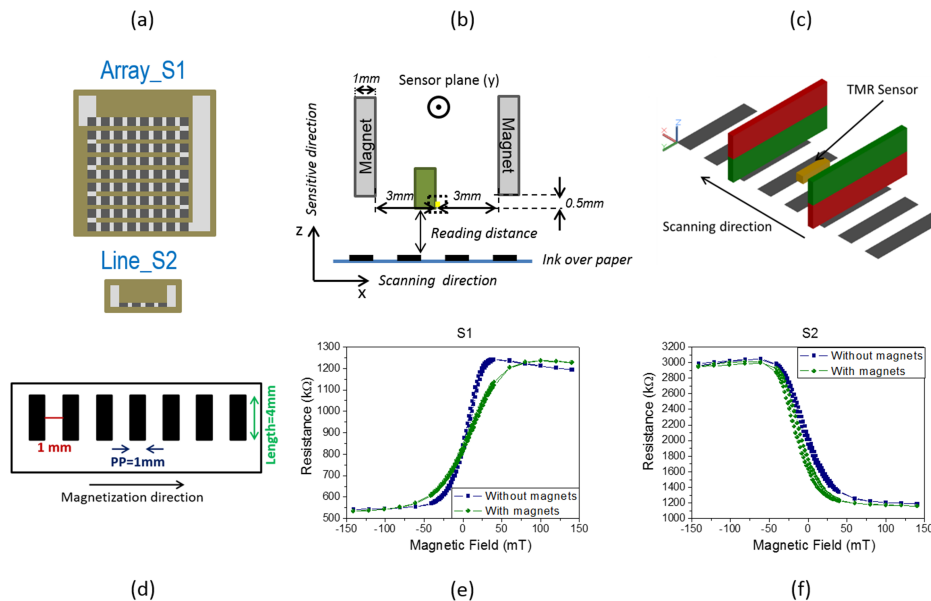 (a)
(b)
(c)
Array_S1
Line_S2
1mm
Sensor plane (y)
Sensitive direction
Magnet
Magnet
3mm
3mm
0.5mm
Reading distance
z
Ink over paper
Scanning direction
x
TMR Sensor
Z
X
Scanning direction
1 mm
PP=1mm
Length=4mm
Magnetization direction
S1
1300
1200
1100
1000
900
800
700
600
500
Resistance (kΩ)
Without magnets
With magnets
-150 -100 -50 0 50 100 150
Magnetic Field (mT)
S2
3200
3000
2800
2600
2400
2200
2000
1800
1600
1400
1200
1000
Resistance (kΩ)
Without magnets
With magnets
-150 -100 -50 0 50 100 150
Magnetic Field (mT)
(d)
(e)
(f)